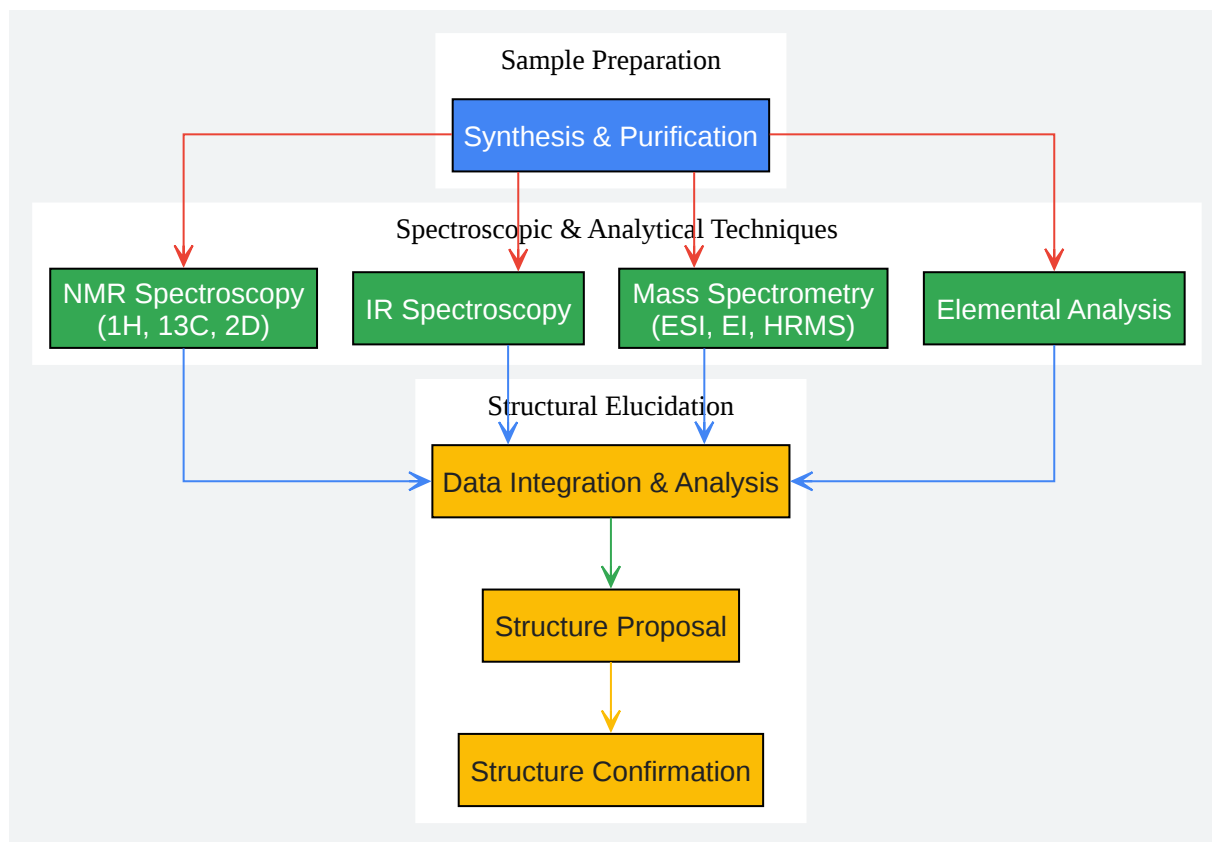 Sample Preparation
Synthesis & Purification
Spectroscopic & Analytical Techniques
NMR Spectroscopy
(1H, 13C, 2D)
IR Spectroscopy
Mass Spectrometry
(ESI, EI, HRMS)
Elemental Analysis
Structural Elucidation
Data Integration & Analysis
Structure Proposal
Structure Confirmation